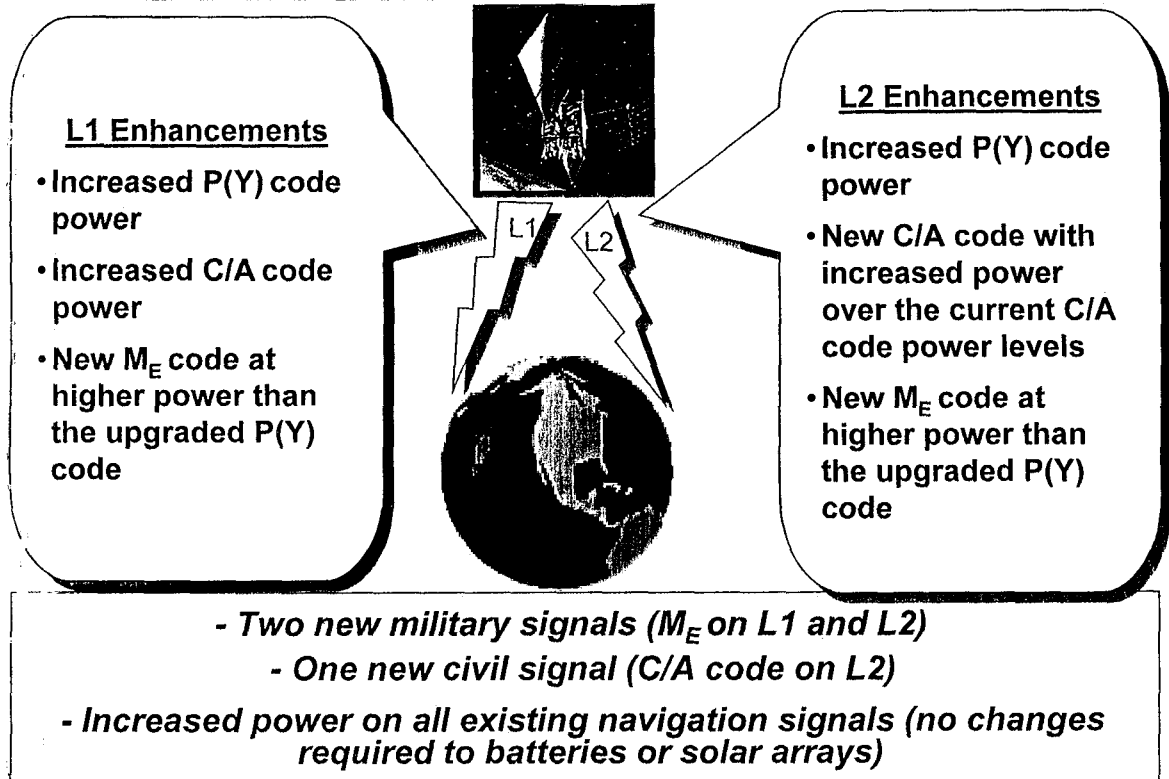 L1 Enhancements
• Increased P(Y) code
power
• Increased C/A code
power
• New M_E code at
higher power than
the upgraded P(Y)
code
L1
L2
L2 Enhancements
• Increased P(Y) code
power
• New C/A code with
increased power
over the current C/A
code power levels
• New M_E code at
higher power than
the upgraded P(Y)
code
- Two new military signals (M_E on L1 and L2)
- One new civil signal (C/A code on L2)
- Increased power on all existing navigation signals (no changes
required to batteries or solar arrays)